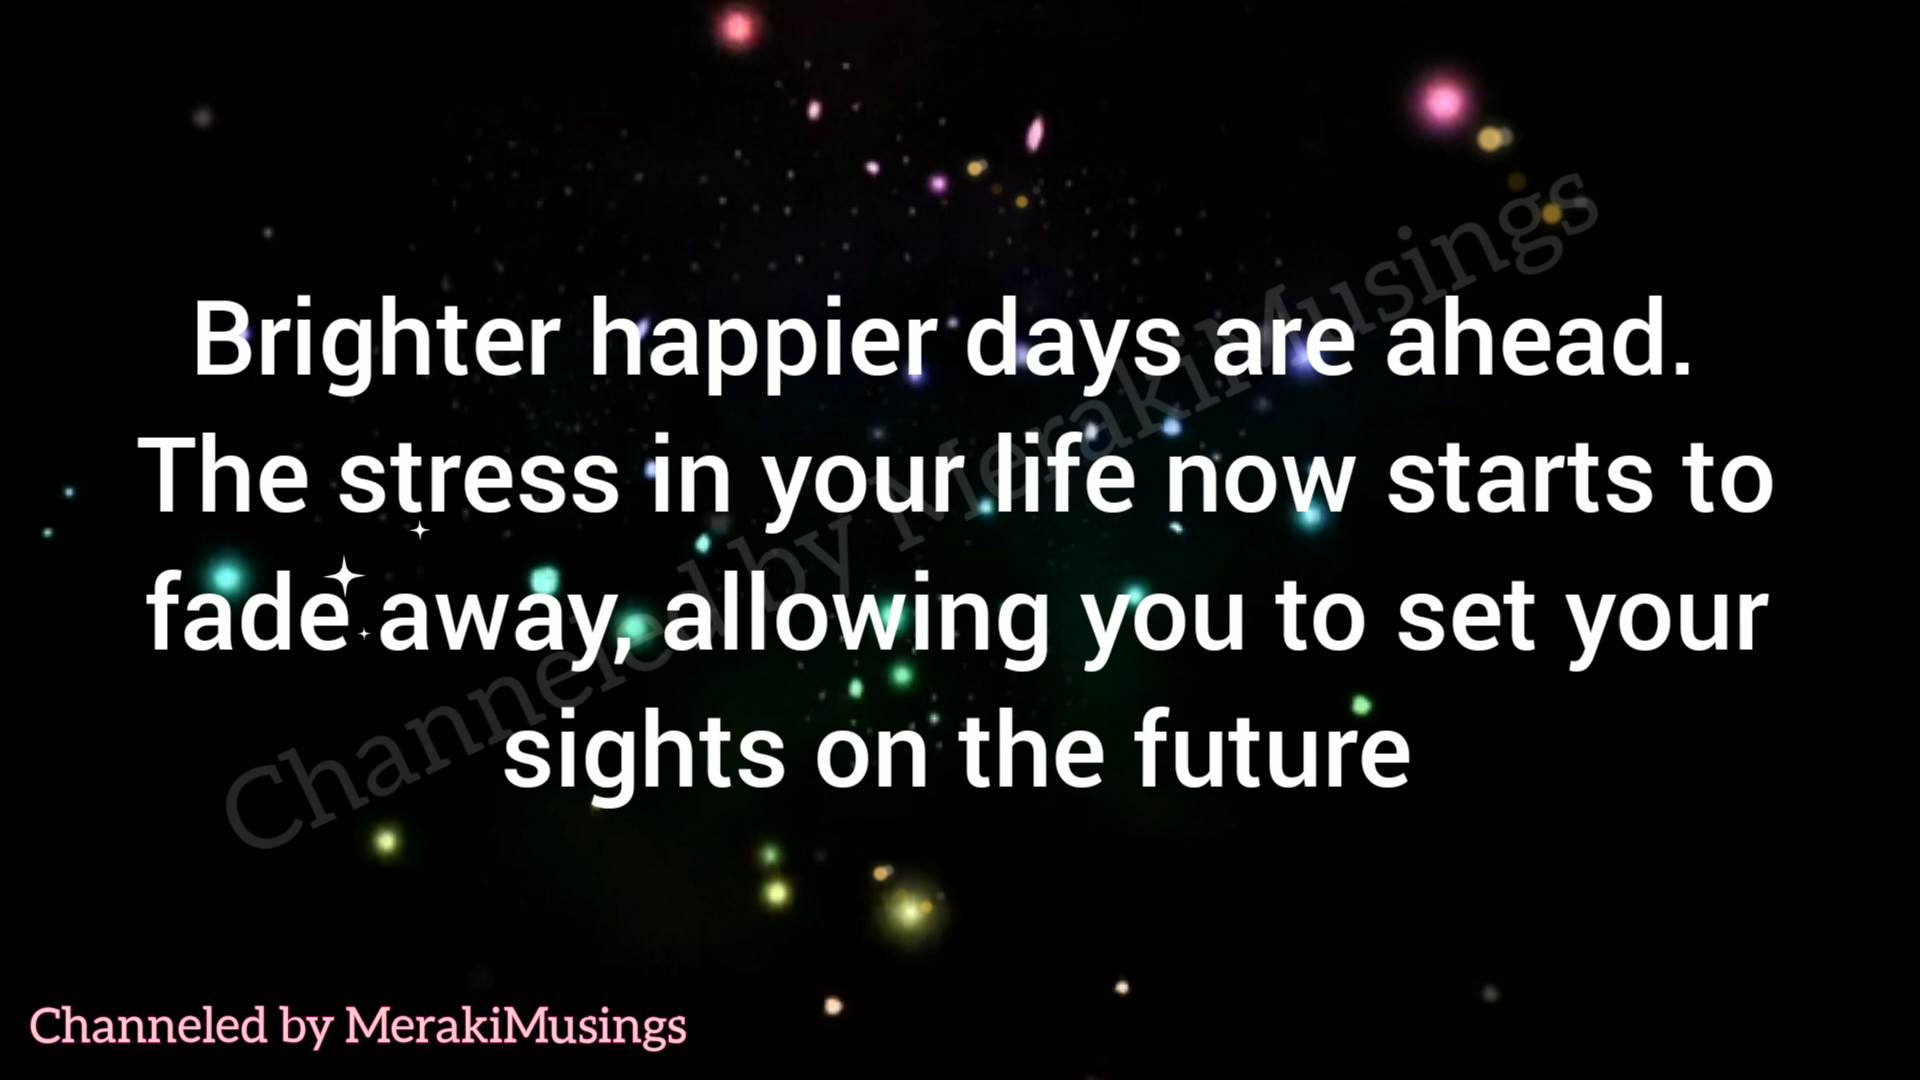 Brighter happier days are ahead.
The stress in your life now starts to
fade away, allowing you to set your
sights on the future
Channeled by MerakiMusings
Channeled by MerakiMusings